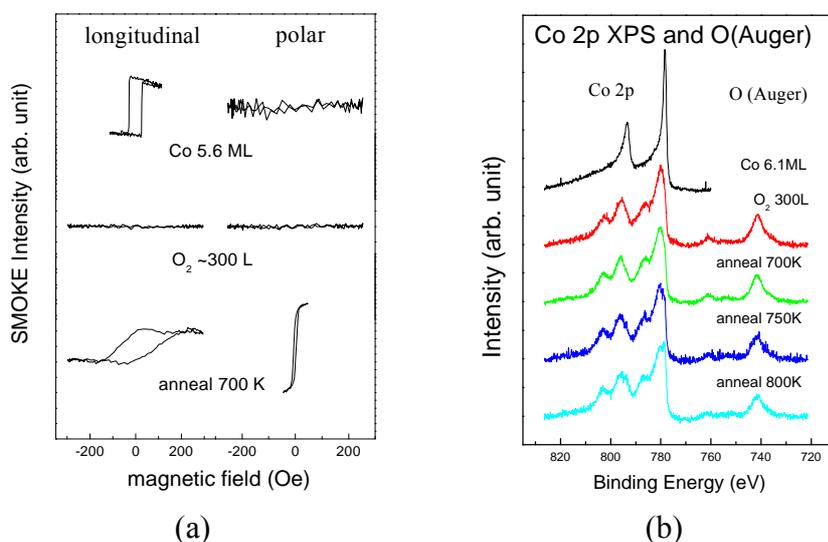 longitudinal polar
Co 5.6 ML
O2 ~300 L
anneal 700 K
SMOKE Intensity (arb. unit)
-200 0 200 -200 0 200
magnetic field (Oe)
(a)
Co 2p XPS and O(Auger)
Co 2p O (Auger)
Co 6.1ML
O2 300L
anneal 700K
anneal 750K
anneal 800K
Intensity (arb. unit)
820 800 780 760 740 720
Binding Energy (eV)
(b)